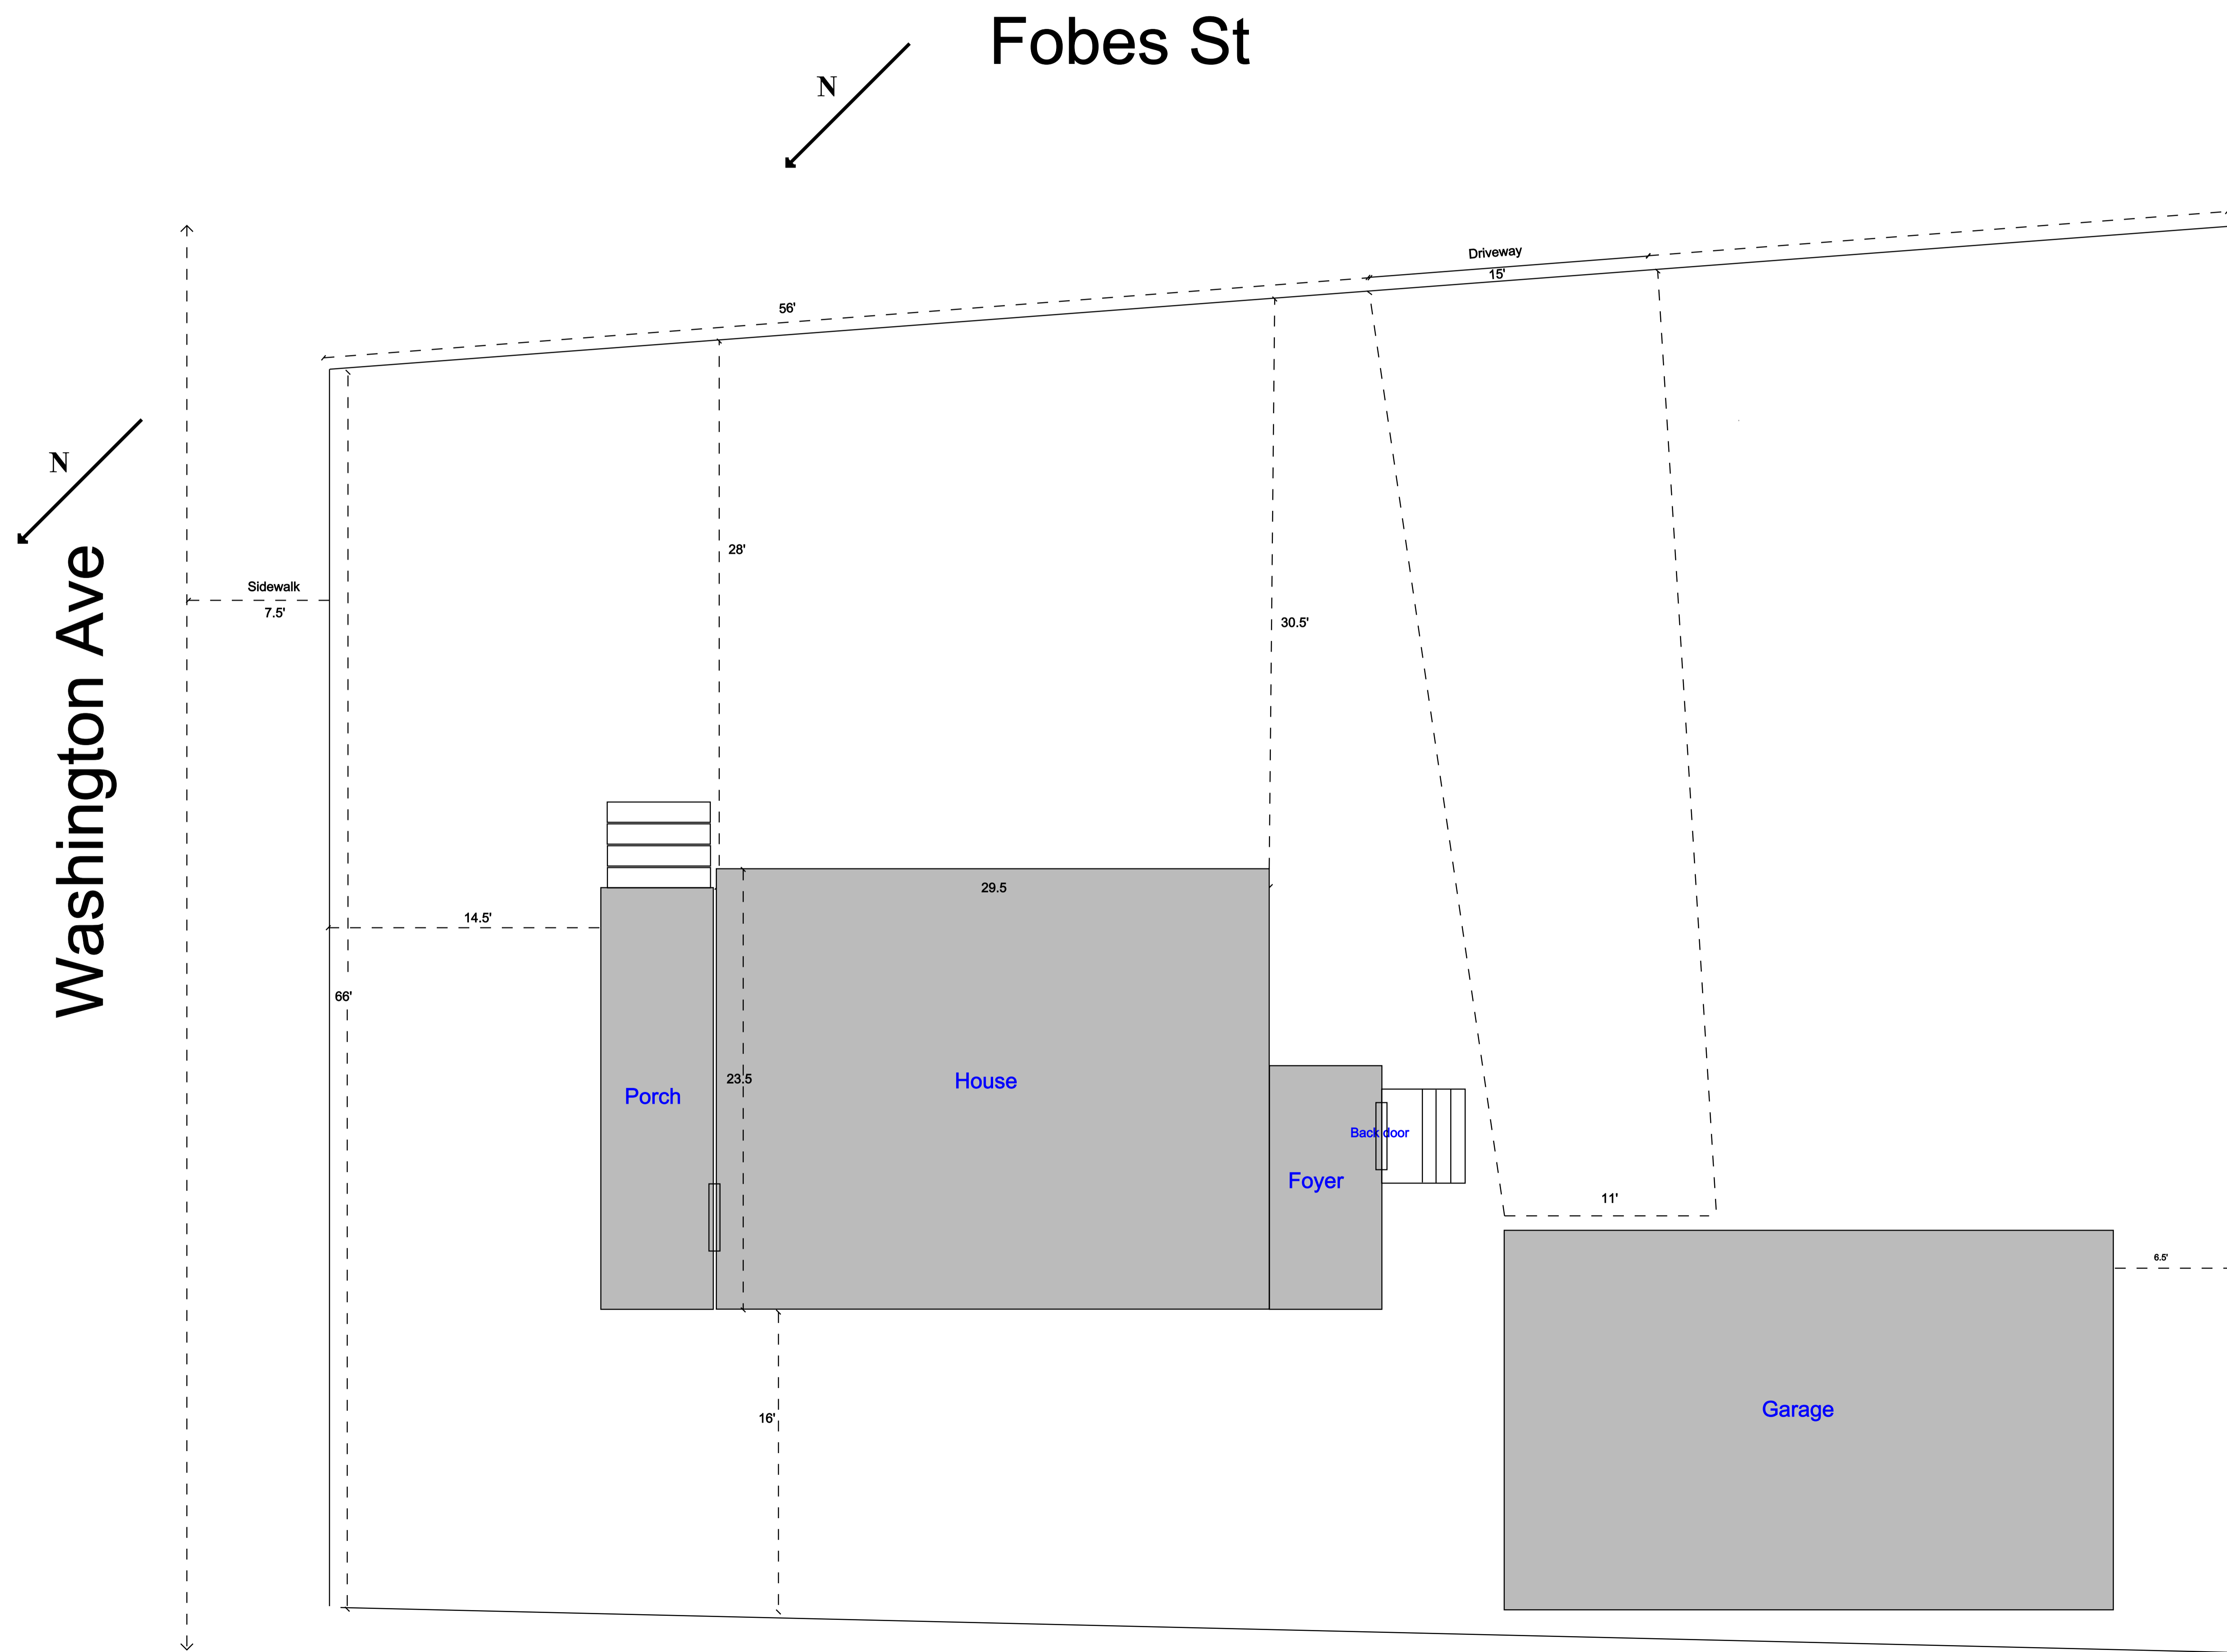 Fobes St
N
Driveway
15'
56'
N
Washington Ave
28'
Sidewalk
7.5'
30.5'
29.5
14.5'
66'
23.5
House
Porch
Back door
Foyer
11'
6.5'
Garage
16'